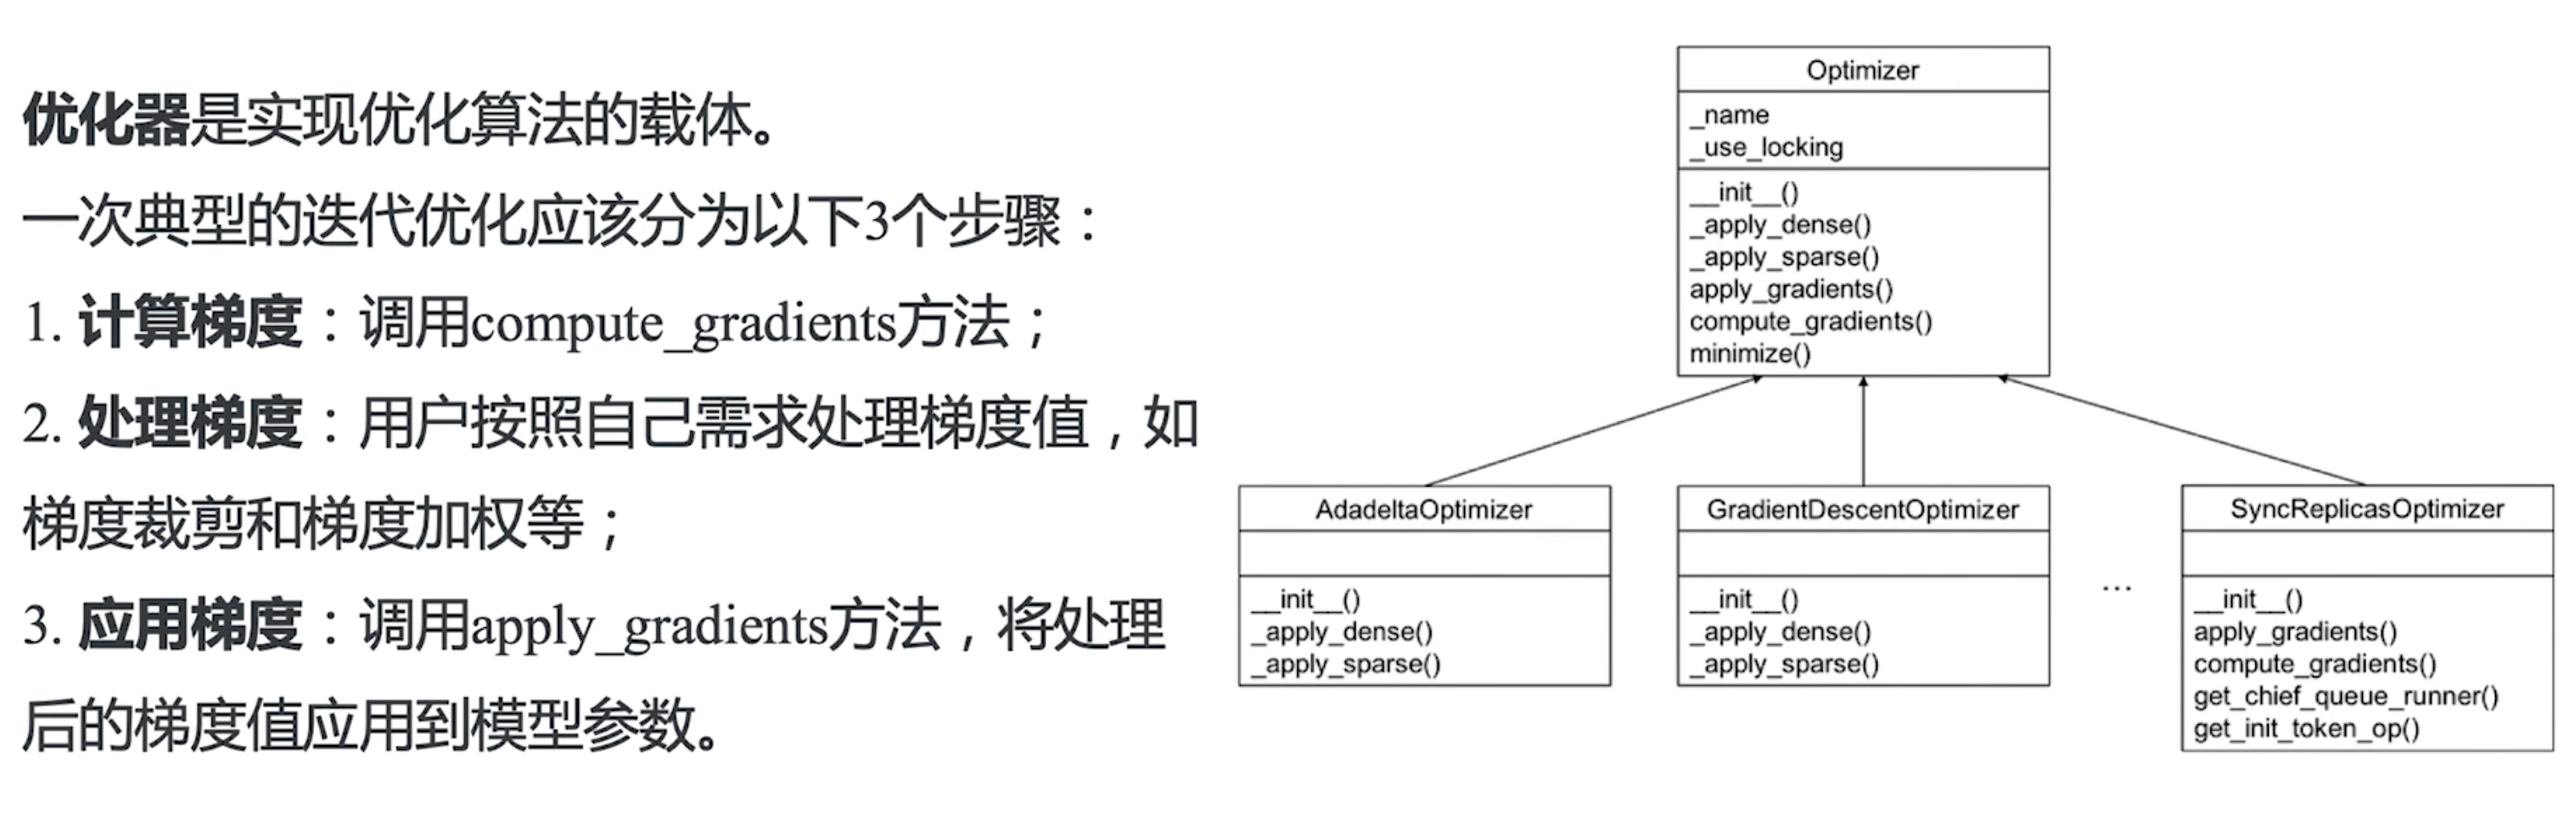 优化器是实现优化算法的载体。
一次典型的迭代优化应该分为以下3个步骤：
1. 计算梯度：调用compute_gradients方法；
2. 处理梯度：用户按照自己需求处理梯度值，如
梯度裁剪和梯度加权等；
3. 应用梯度：调用apply_gradients方法，将处理
后的梯度值应用到模型参数。
Optimizer
_name
_use_locking
__init__()
_apply_dense()
_apply_sparse()
apply_gradients()
compute_gradients()
minimize()
AdadeltaOptimizer
__init__()
_apply_dense()
_apply_sparse()
GradientDescentOptimizer
__init__()
_apply_dense()
_apply_sparse()
...
SyncReplicasOptimizer
__init__()
apply_gradients()
compute_gradients()
get_chief_queue_runner()
get_init_token_op()